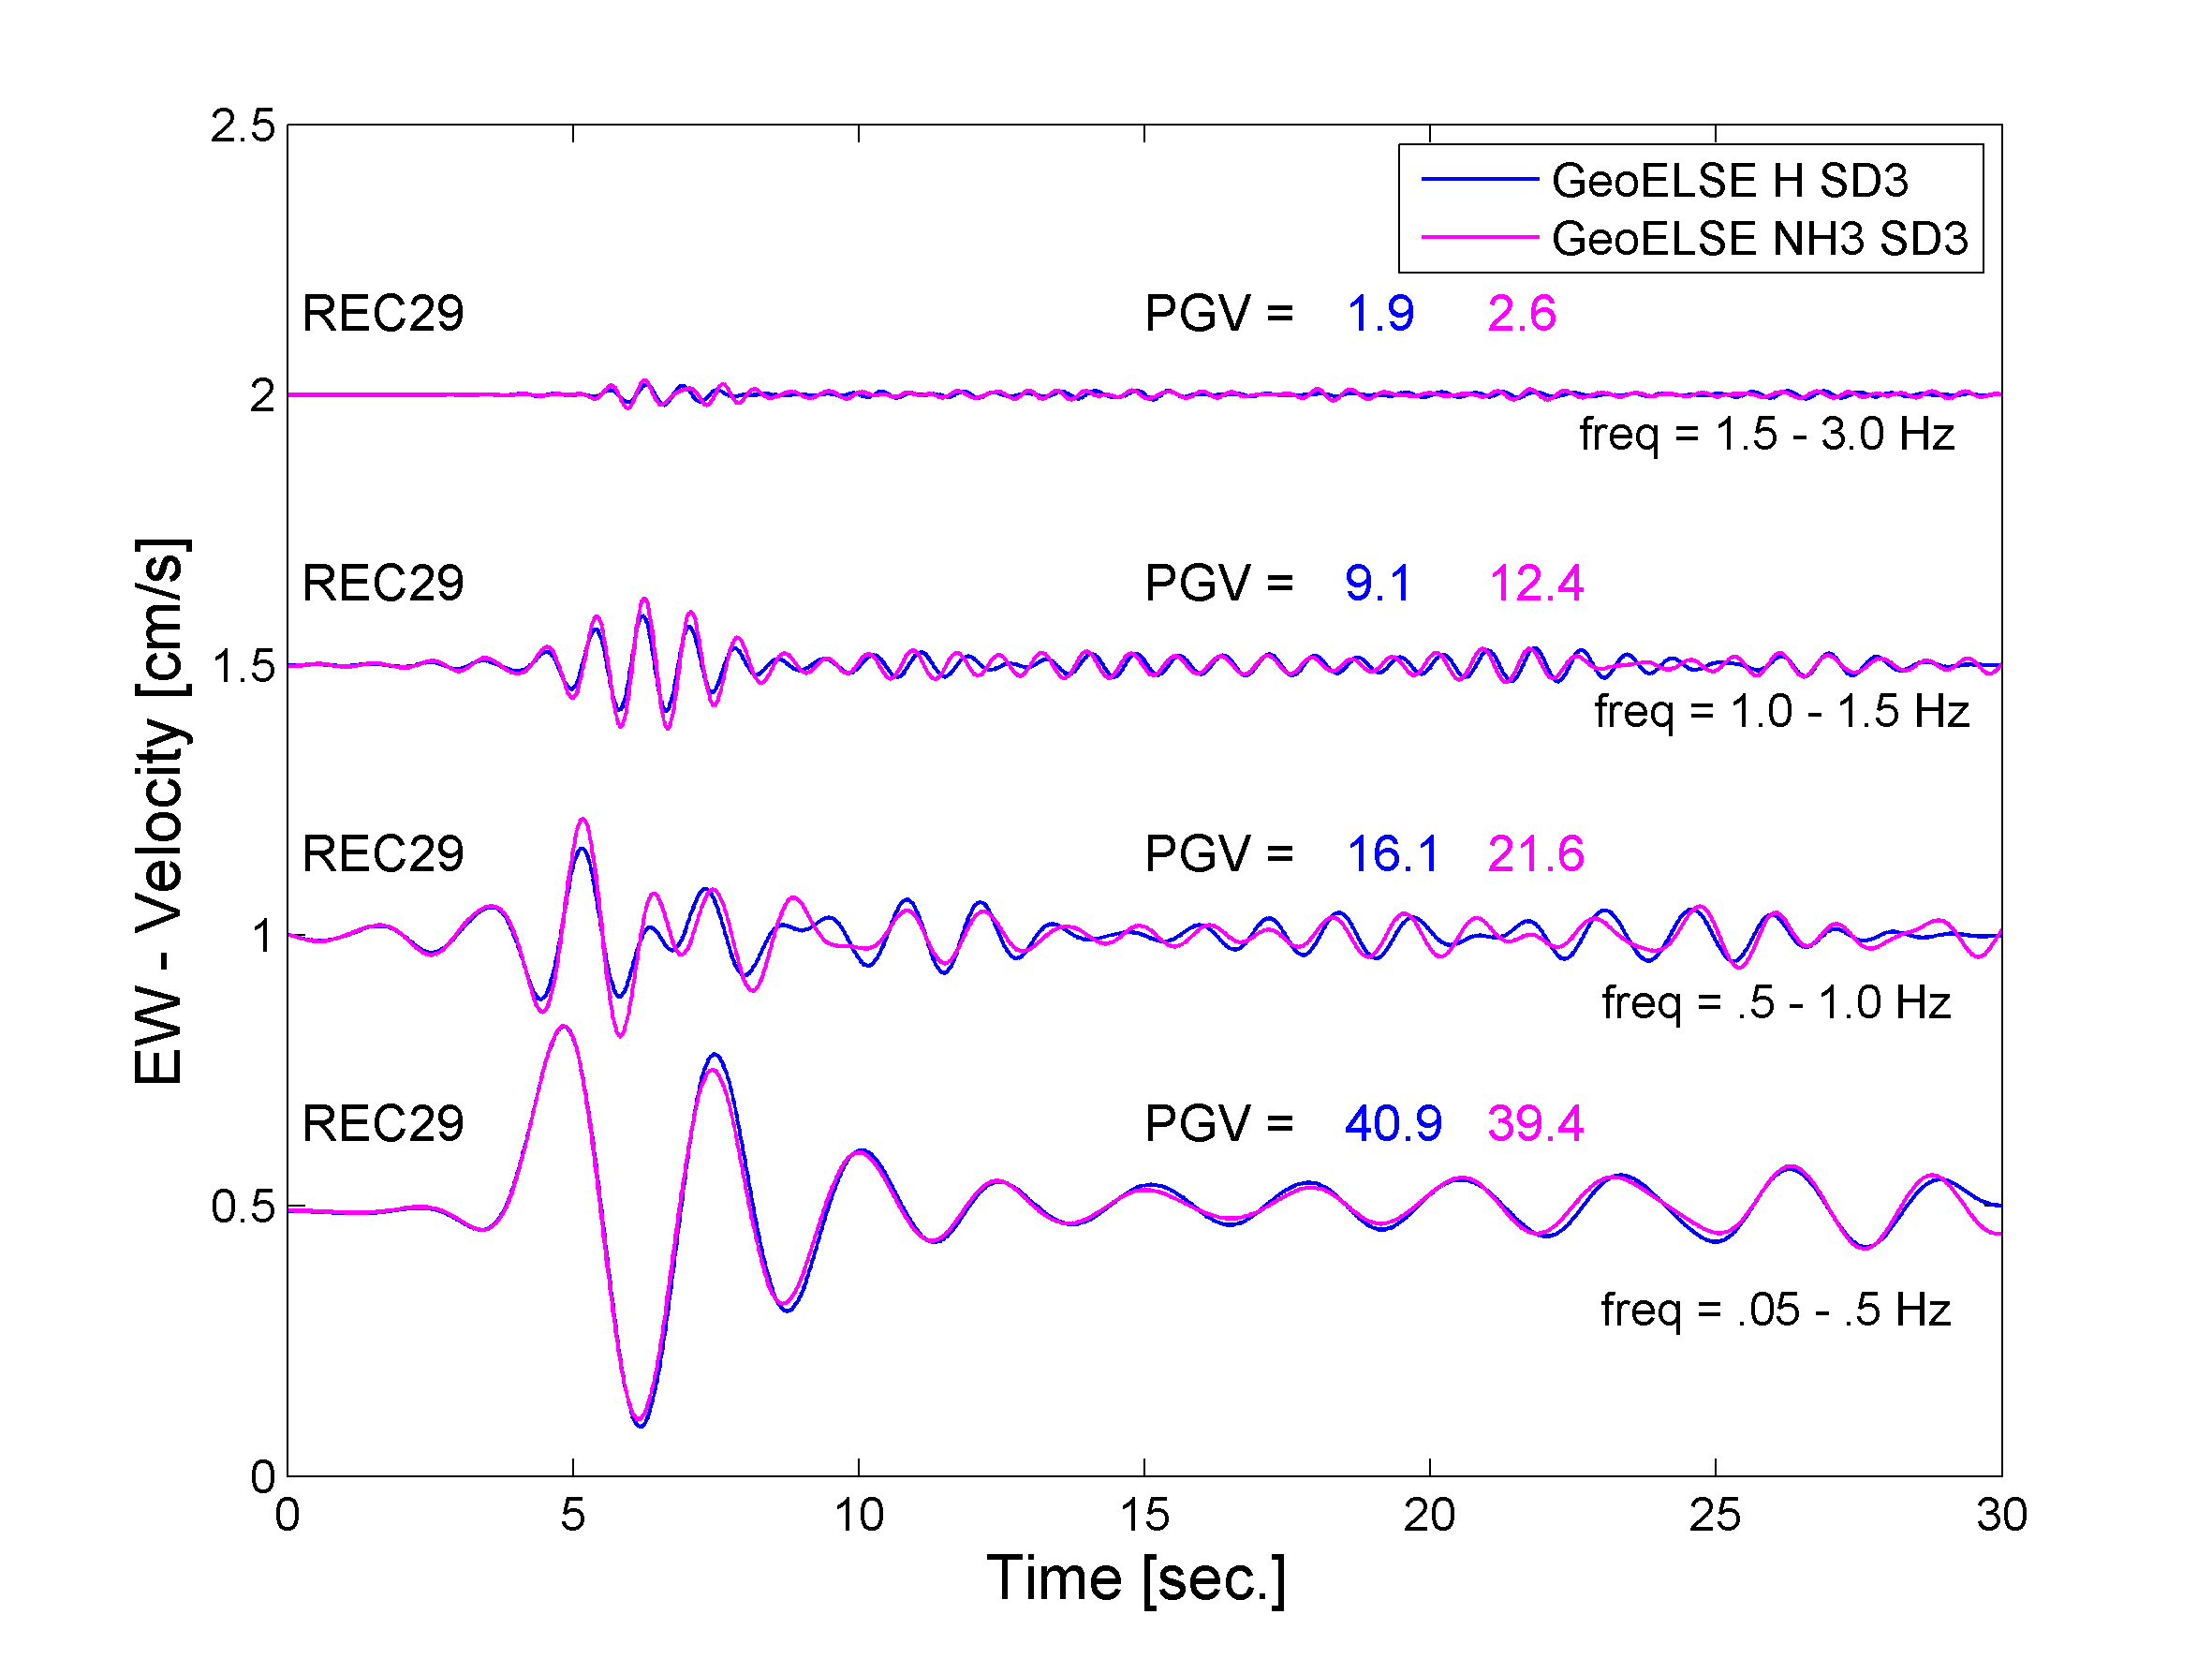 2.5
GeoELSE H SD3
GeoELSE NH3 SD3
REC29 PGV = 1.9 2.6
2
freq = 1.5 - 3.0 Hz
REC29 PGV = 9.1 12.4
1.5
freq = 1.0 - 1.5 Hz
REC29 PGV = 16.1 21.6
1
freq = .5 - 1.0 Hz
REC29 PGV = 40.9 39.4
0.5
freq = .05 - .5 Hz
0
0 5 10 15 20 25 30
Time [sec.]
EW - Velocity [cm/s]